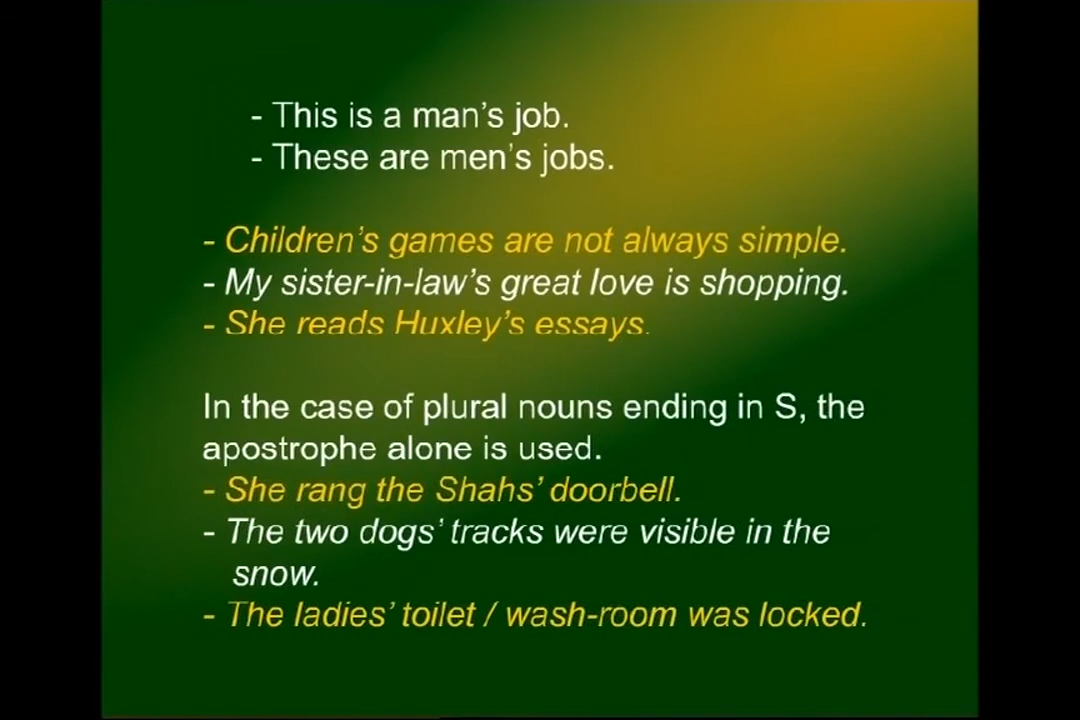 - This is a man’s job.
- These are men’s jobs.
- Children’s games are not always simple.
- My sister-in-law’s great love is shopping.
- She reads Huxley’s essays.
In the case of plural nouns ending in S, the
apostrophe alone is used.
- She rang the Shahs’ doorbell.
- The two dogs’ tracks were visible in the
snow.
- The ladies’ toilet / wash-room was locked.